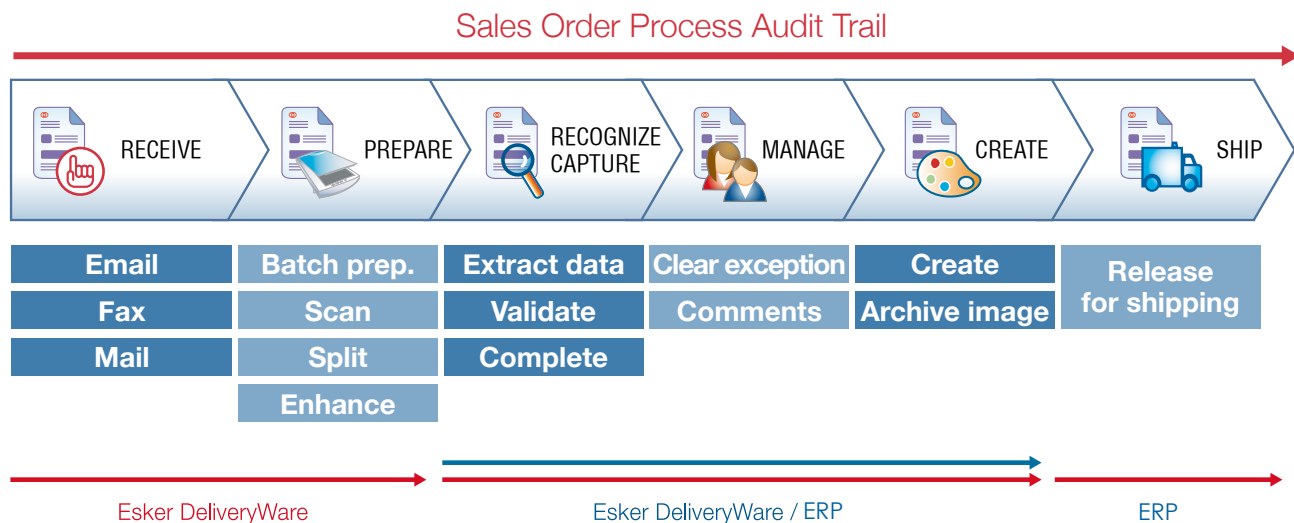 Sales Order Process Audit Trail
RECEIVE
PREPARE
RECOGNIZE
CAPTURE
MANAGE
CREATE
SHIP
Email
Fax
Mail
Batch prep.
Scan
Split
Enhance
Extract data
Validate
Complete
Clear exception
Comments
Create
Archive image
Release
for shipping
Esker DeliveryWare
Esker DeliveryWare / ERP
ERP